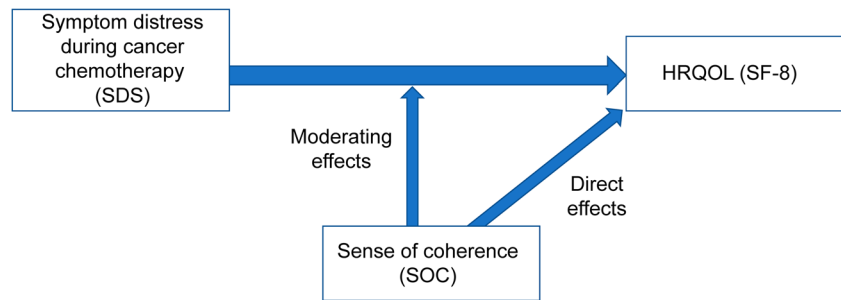 Symptom distress
during cancer
chemotherapy
(SDS)
HRQOL (SF-8)
Moderating
effects
Direct
effects
Sense of coherence
(SOC)